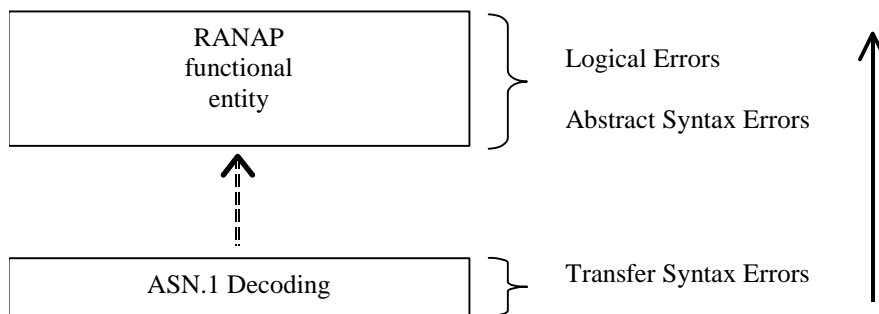 RANAP
functional
entity
Logical Errors
Abstract Syntax Errors
ASN.1 Decoding
Transfer Syntax Errors